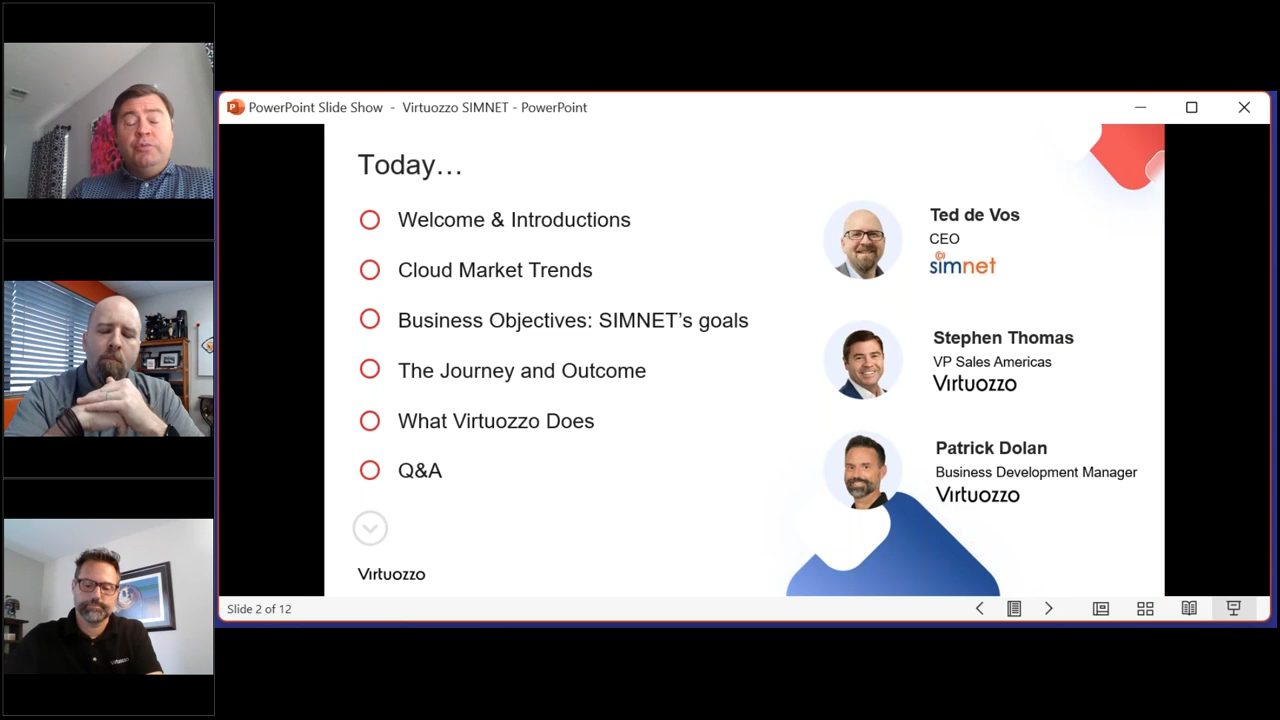 PowerPoint Slide Show - Virtuozzo SIMNET - PowerPoint
Today…
Welcome & Introductions
Cloud Market Trends
Business Objectives: SIMNET’s goals
The Journey and Outcome
What Virtuozzo Does
Q&A
Virtuozzo
Ted de Vos
CEO
simnet
Stephen Thomas
VP Sales Americas
Virtuozzo
Patrick Dolan
Business Development Manager
Virtuozzo
Slide 2 of 12